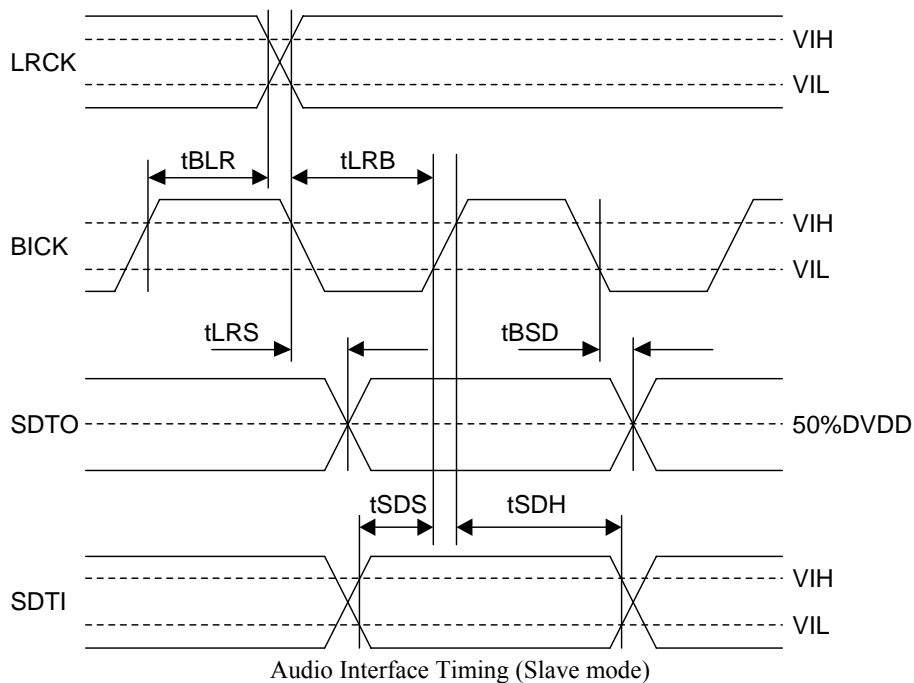 VIH
LRCK
VIL
tBLR
tLRB
VIH
BICK
VIL
tLRS
tBSD
SDTO
50%DVDD
tSDS
tSDH
VIH
SDTI
VIL
Audio Interface Timing (Slave mode)